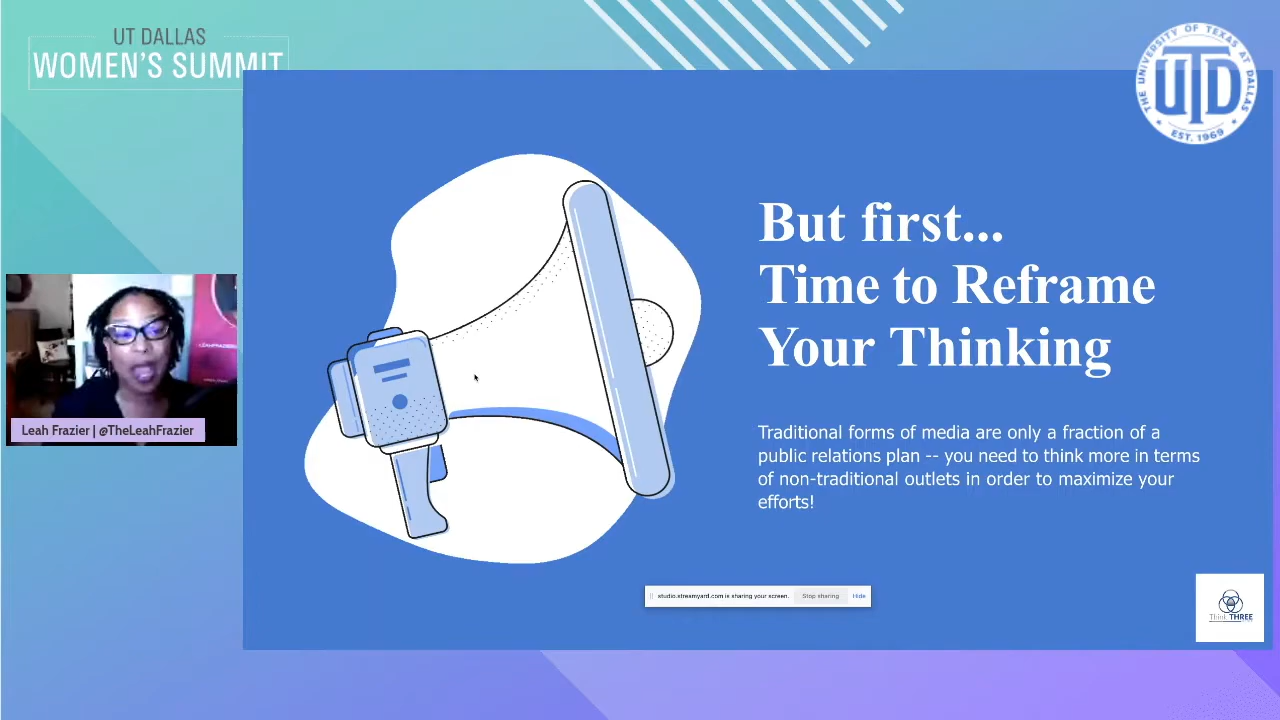 UT DALLAS
WOMEN'S SUMMIT
THE UNIVERSITY OF TEXAS AT DALLAS
UTD
EST. 1969
But first...
Time to Reframe
Your Thinking
Traditional forms of media are only a fraction of a
public relations plan -- you need to think more in terms
of non-traditional outlets in order to maximize your
efforts!
Leah Frazier | @TheLeahFrazier
studio.streamyard.com is sharing your screen. Stop sharing Hide
Think THREE